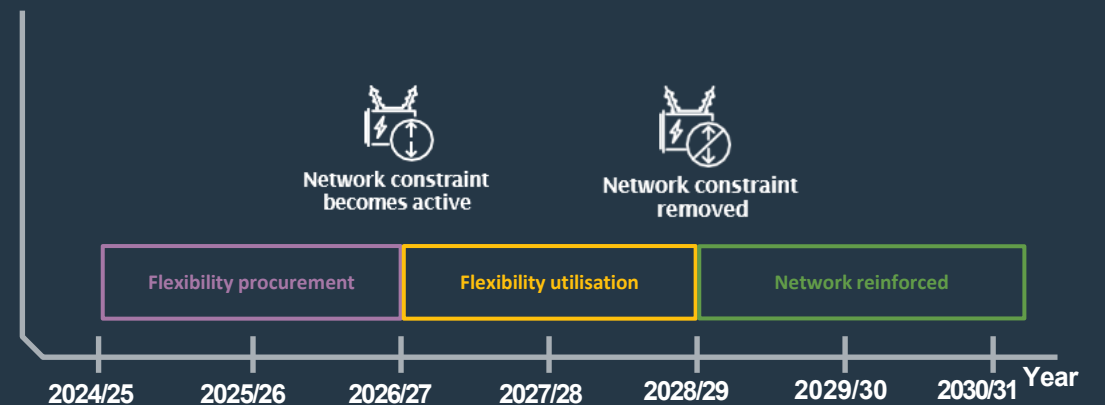 Network constraint
becomes active
Network constraint
removed
Flexibility procurement
Flexibility utilisation
Network reinforced
2024/25
2025/26
2026/27
2027/28
2028/29
2029/30
2030/31
Year